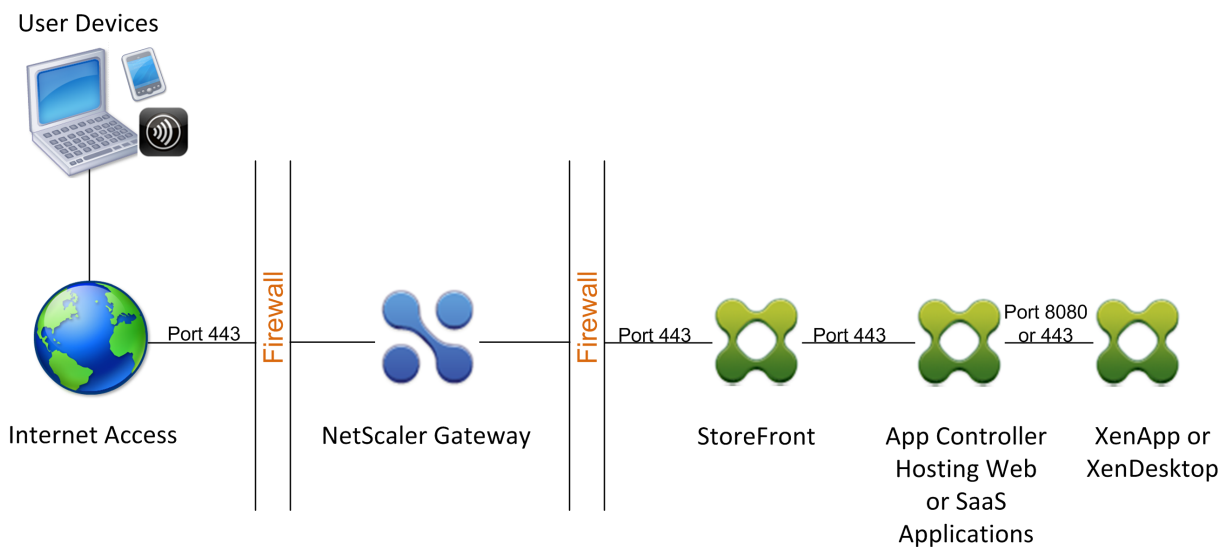 User Devices
Firewall
Firewall
Port 443
Port 443
Port 443
Port 8080
or 443
Internet Access
NetScaler Gateway
StoreFront
App Controller
Hosting Web
or SaaS
Applications
XenApp or
XenDesktop